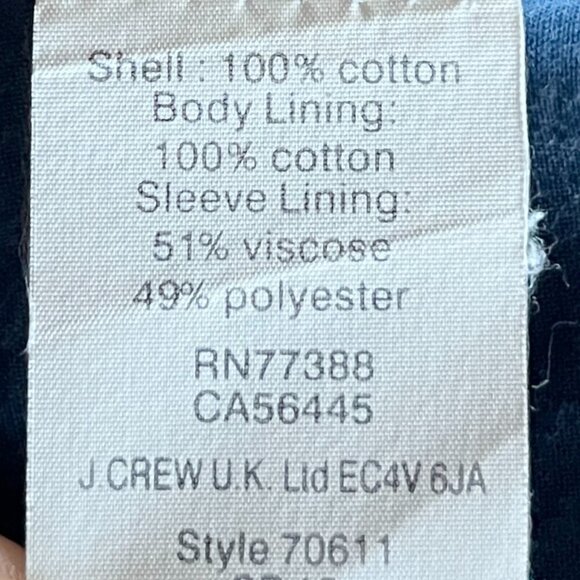 Shell : 100% cotton
Body Lining:
100% cotton
Sleeve Lining:
51% viscose
49% polyester
RN77388
CA56445
J.CREW U.K. Ltd EC4V 6JA
Style 70611